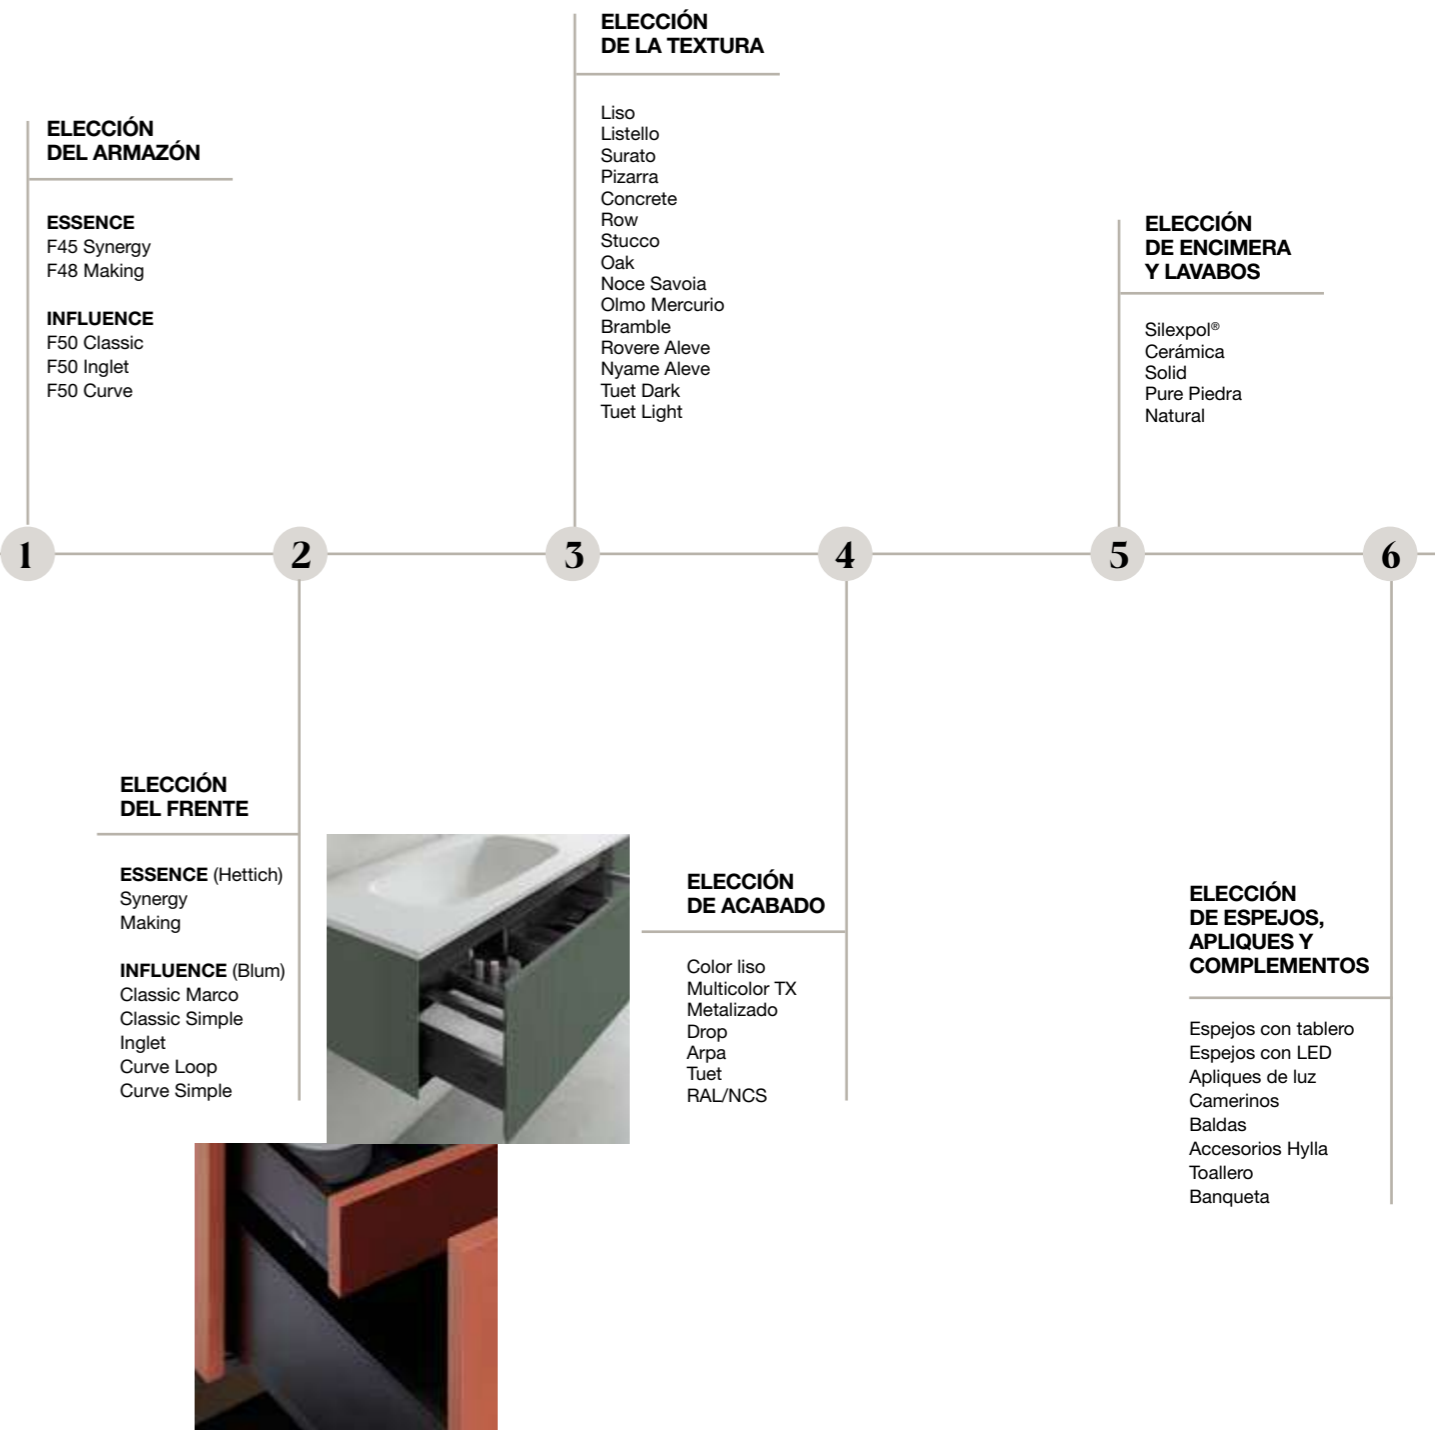 ELECCIÓN
DEL ARMAZÓN
ESSENCE
F45 Synergy
F48 Making
INFLUENCE
F50 Classic
F50 Inglet
F50 Curve
1
2
ELECCIÓN
DEL FRENTE
ESSENCE (Hettich)
Synergy
Making
INFLUENCE (Blum)
Classic Marco
Classic Simple
Inglet
Curve Loop
Curve Simple
ELECCIÓN
DE LA TEXTURA
Liso
Listello
Surato
Pizarra
Concrete
Row
Stucco
Oak
Noce Savoia
Olmo Mercurio
Bramble
Rovere Aleve
Nyame Aleve
Tuet Dark
Tuet Light
3
4
ELECCIÓN
DE ACABADO
Color liso
Multicolor TX
Metalizado
Drop
Arpa
Tuet
RAL/NCS
ELECCIÓN
DE ENCIMERA
Y LAVABOS
Silexpol®
Cerámica
Solid
Pure Piedra
Natural
5
6
ELECCIÓN
DE ESPEJOS,
APLIQUES Y
COMPLEMENTOS
Espejos con tablero
Espejos con LED
Apliques de luz
Camerinos
Baldas
Accesorios Hylla
Toallero
Banqueta